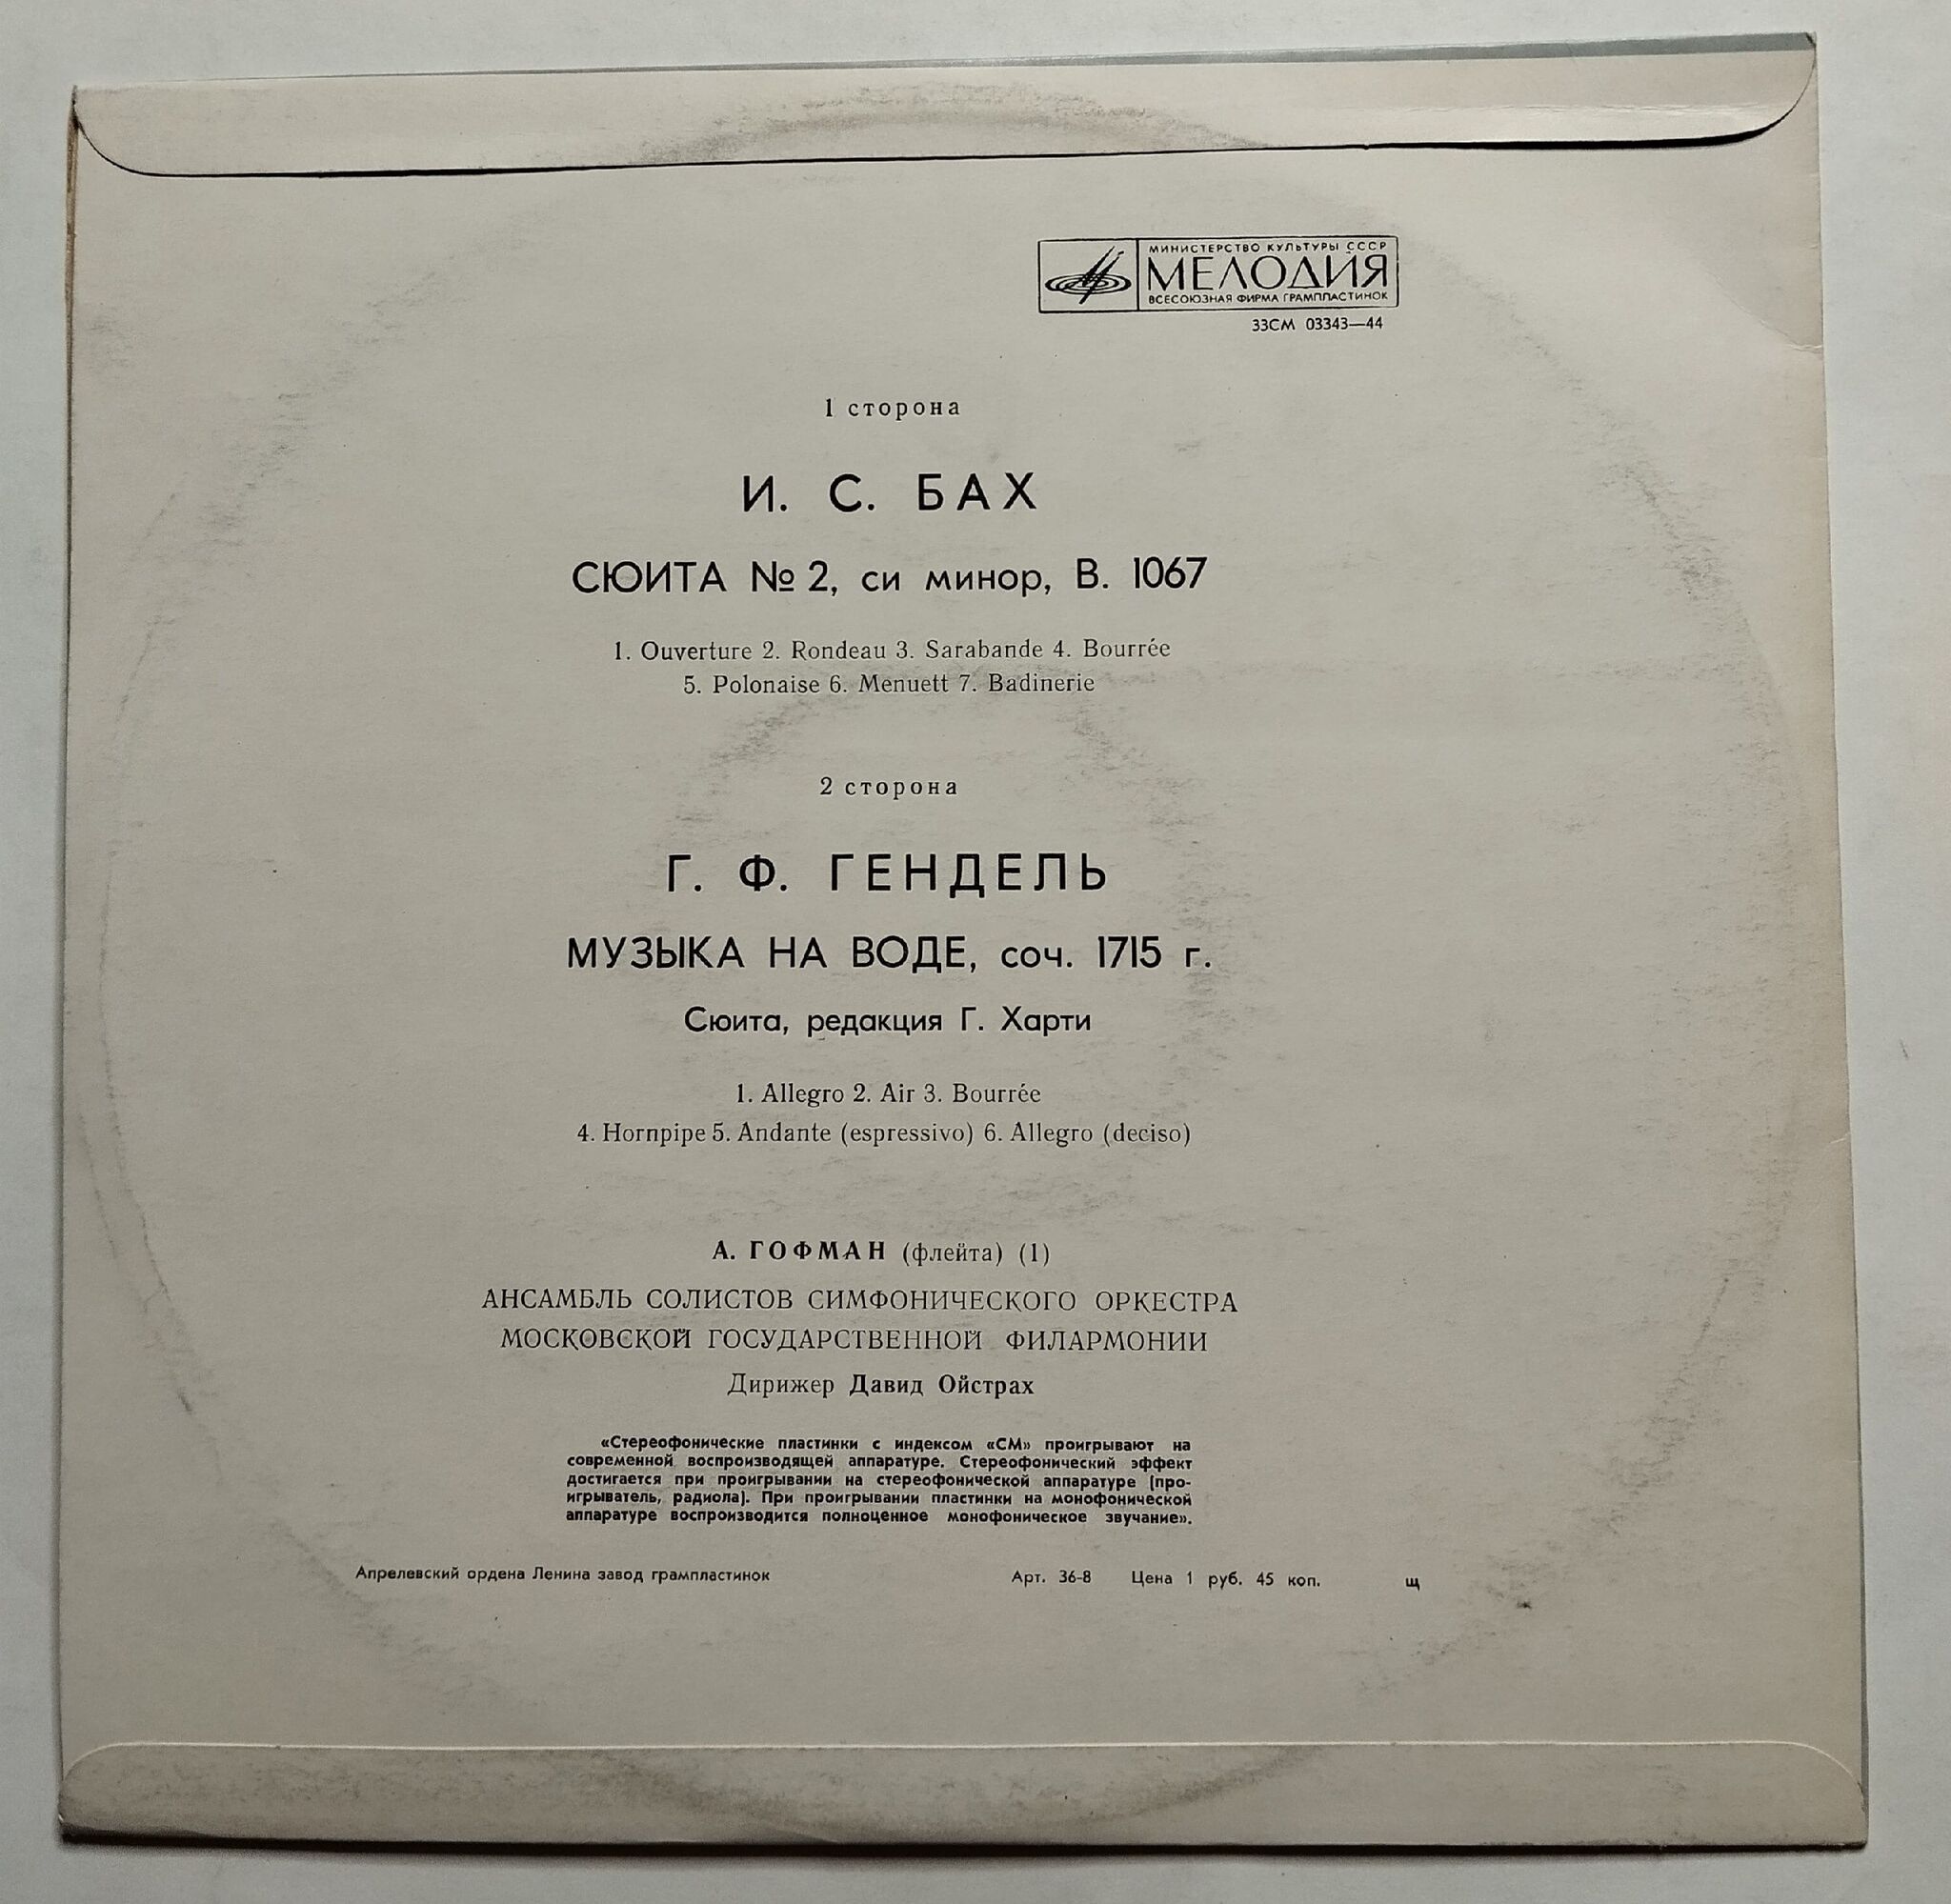 МИНИСТЕРСТВО КУЛЬТУРЫ СССР
МЕЛОДИЯ
ВСЕСОЮЗНАЯ ФИРМА ГРАМПЛАСТИНОК
33СМ 03343—44
1 сторона
И. С. БАХ
СЮИТА № 2, си минор, В. 1067
1. Ouverture 2. Rondeau 3. Sarabande 4. Bourrée
5. Polonaise 6. Menuett 7. Badinerie
2 сторона
Г. Ф. ГЕНДЕЛЬ
МУЗЫКА НА ВОДЕ, соч. 1715 г.
Сюита, редакция Г. Харти
1. Allegro 2. Air 3. Bourrée
4. Hornpipe 5. Andante (espressivo) 6. Allegro (deciso)
А. ГОФМАН (флейта) (1)
АНСАМБЛЬ СОЛИСТОВ СИМФОНИЧЕСКОГО ОРКЕСТРА
МОСКОВСКОЙ ГОСУДАРСТВЕННОЙ ФИЛАРМОНИИ
Дирижер Давид Ойстрах
«Стереофонические пластинки с индексом «СМ» проигрывают на
современной воспроизводящей аппаратуре. Стереофонический эффект
достигается при проигрывании на стереофонической аппаратуре (про-
игрыватель, радиола). При проигрывании пластинки на монофонической
аппаратуре воспроизводится полноценное монофоническое звучание».
Апрелевский ордена Ленина завод грампластинок Арт. 36-8 Цена 1 руб. 45 коп. щ